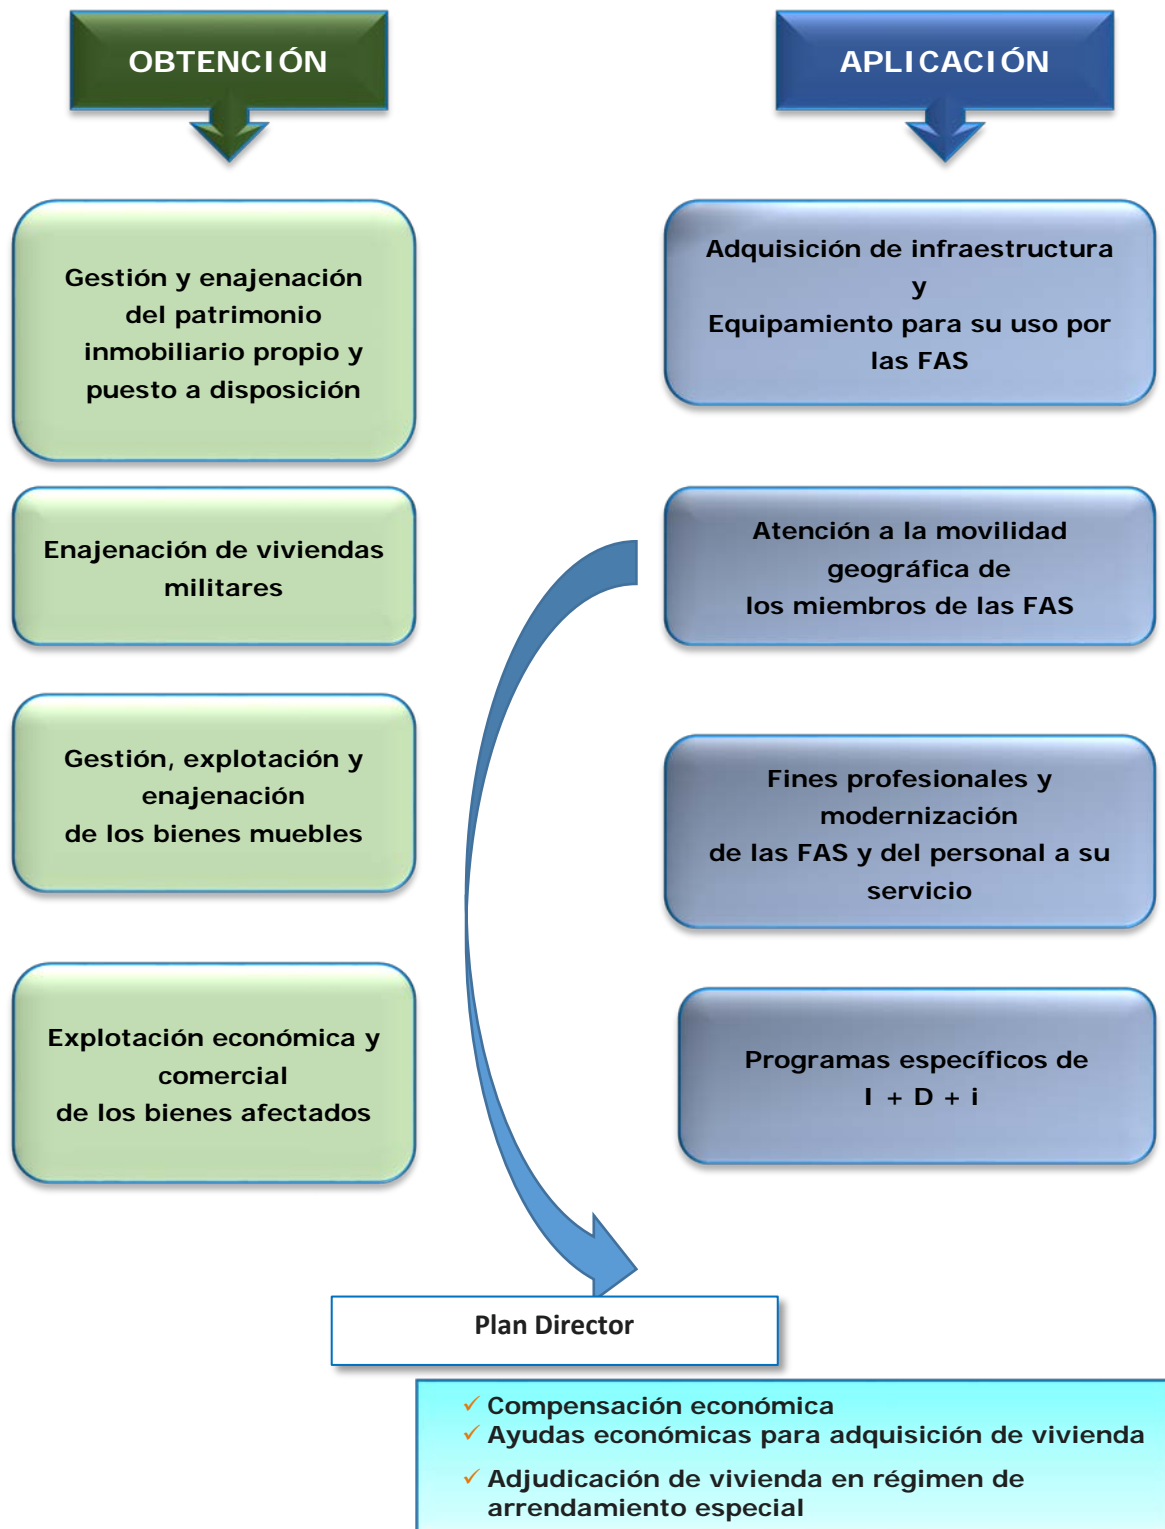 OBTENCIÓN
Gestión y enajenación
del patrimonio
inmobiliario propio y
puesto a disposición
Enajenación de viviendas
militares
Gestión, explotación y
enajenación
de los bienes muebles
Explotación económica y
comercial
de los bienes afectados
APLICACIÓN
Adquisición de infraestructura
y
Equipamiento para su uso por
las FAS
Atención a la movilidad
geográfica de
los miembros de las FAS
Fines profesionales y
modernización
de las FAS y del personal a su
servicio
Programas específicos de
I + D + i
Plan Director
✓ Compensación económica
✓ Ayudas económicas para adquisición de vivienda
✓ Adjudicación de vivienda en régimen de
arrendamiento especial